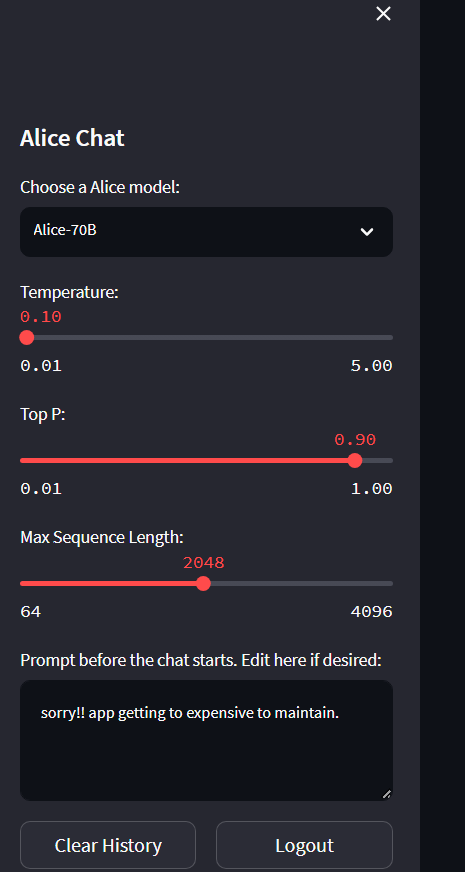 Alice Chat
Choose a Alice model:
Alice-70B
Temperature:
0.10
0.01 5.00
Top P:
0.90
0.01 1.00
Max Sequence Length:
2048
64 4096
Prompt before the chat starts. Edit here if desired:
sorry!! app getting to expensive to maintain.
Clear History Logout